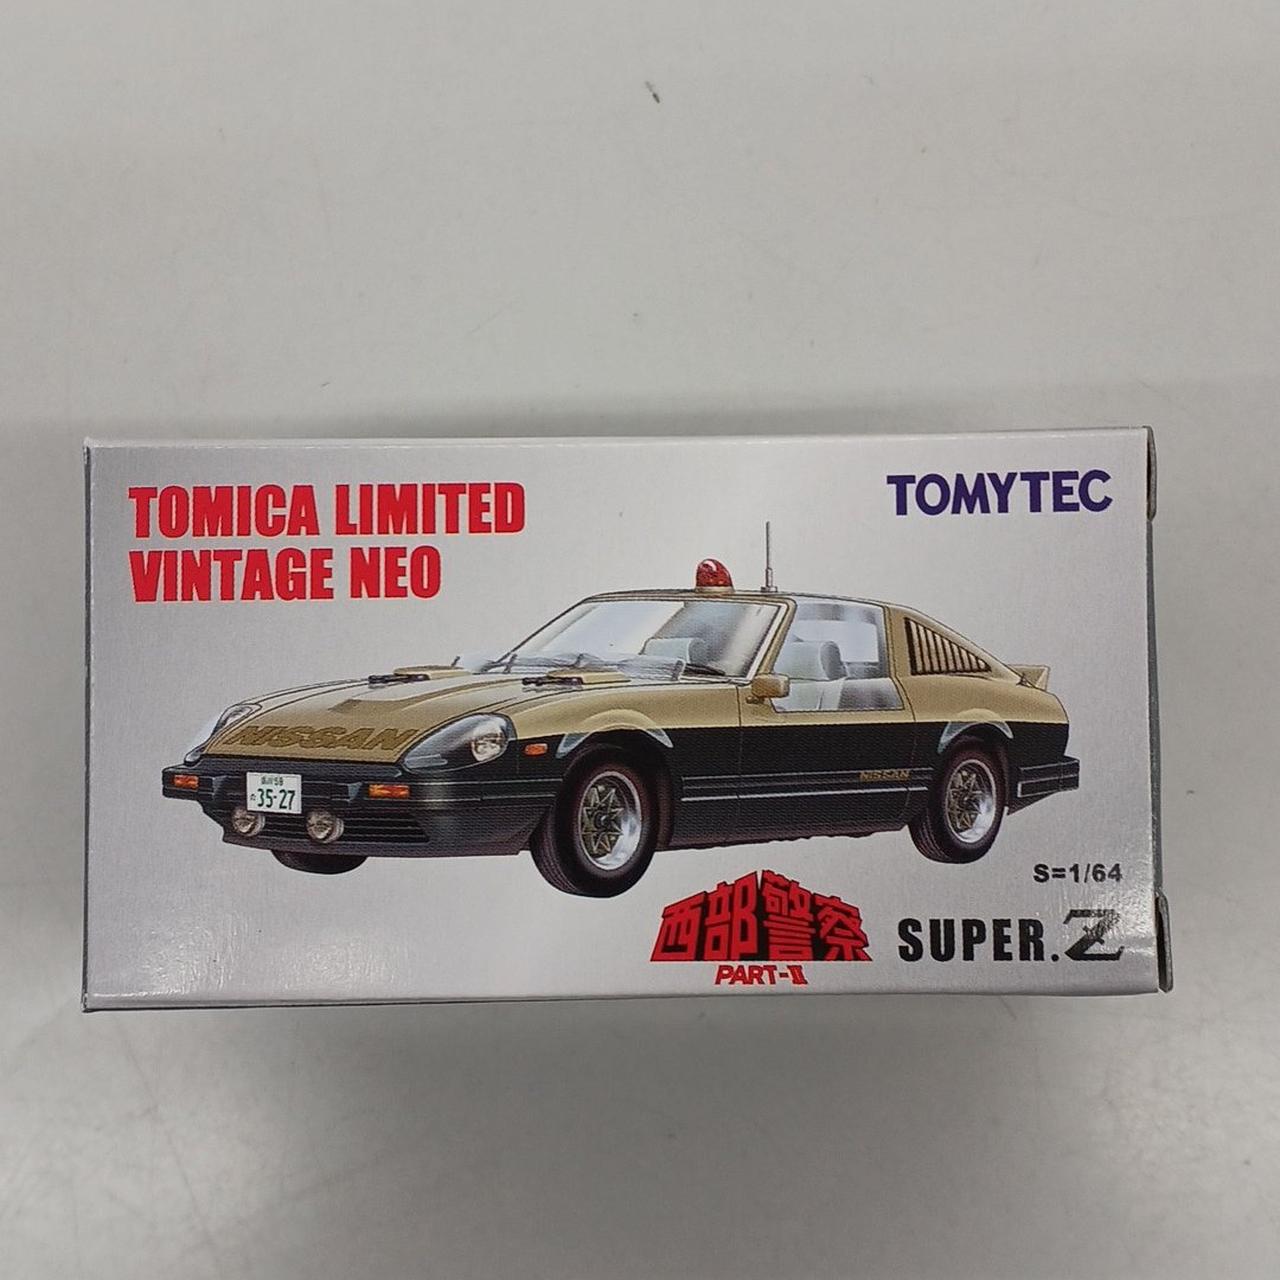 TOMICA LIMITED
VINTAGE NEO
TOMYTEC
NISSAN
35-27
NISSAN
S=1/64
西部警察
PART-II
SUPER.Z